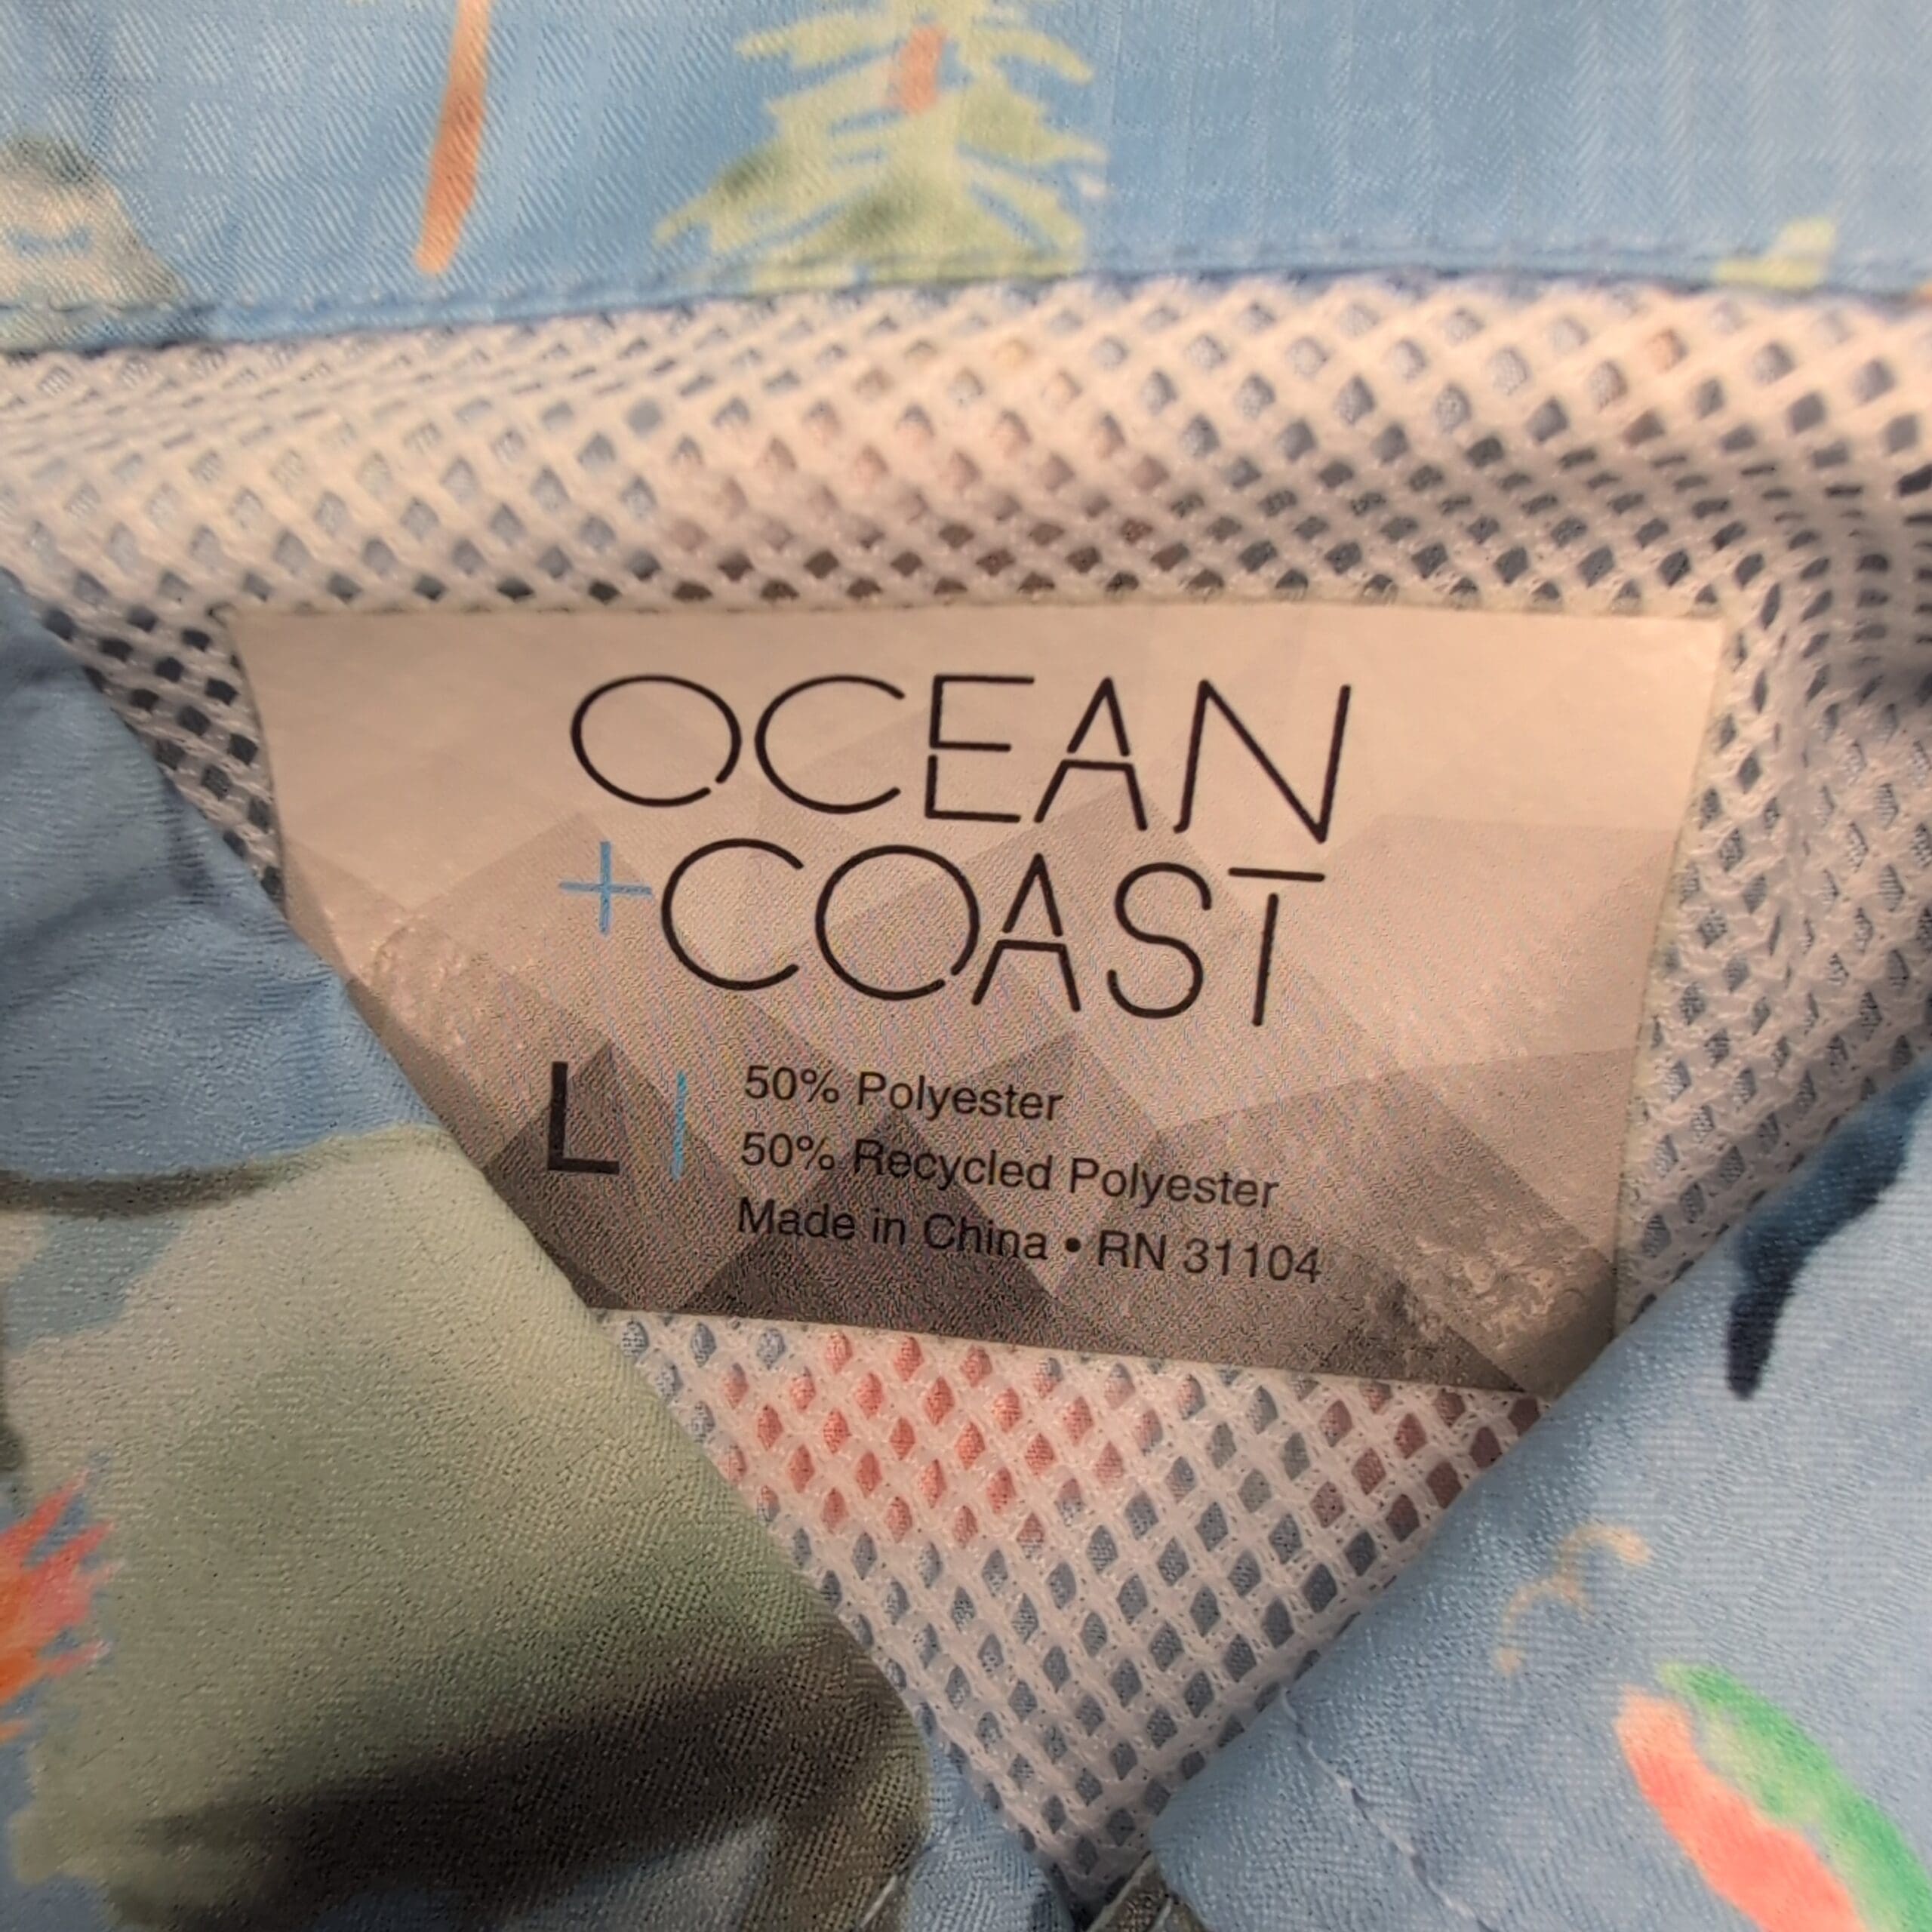 OCEAN
+COAST
L
50% Polyester
50% Recycled Polyester
Made in China • RN 31104